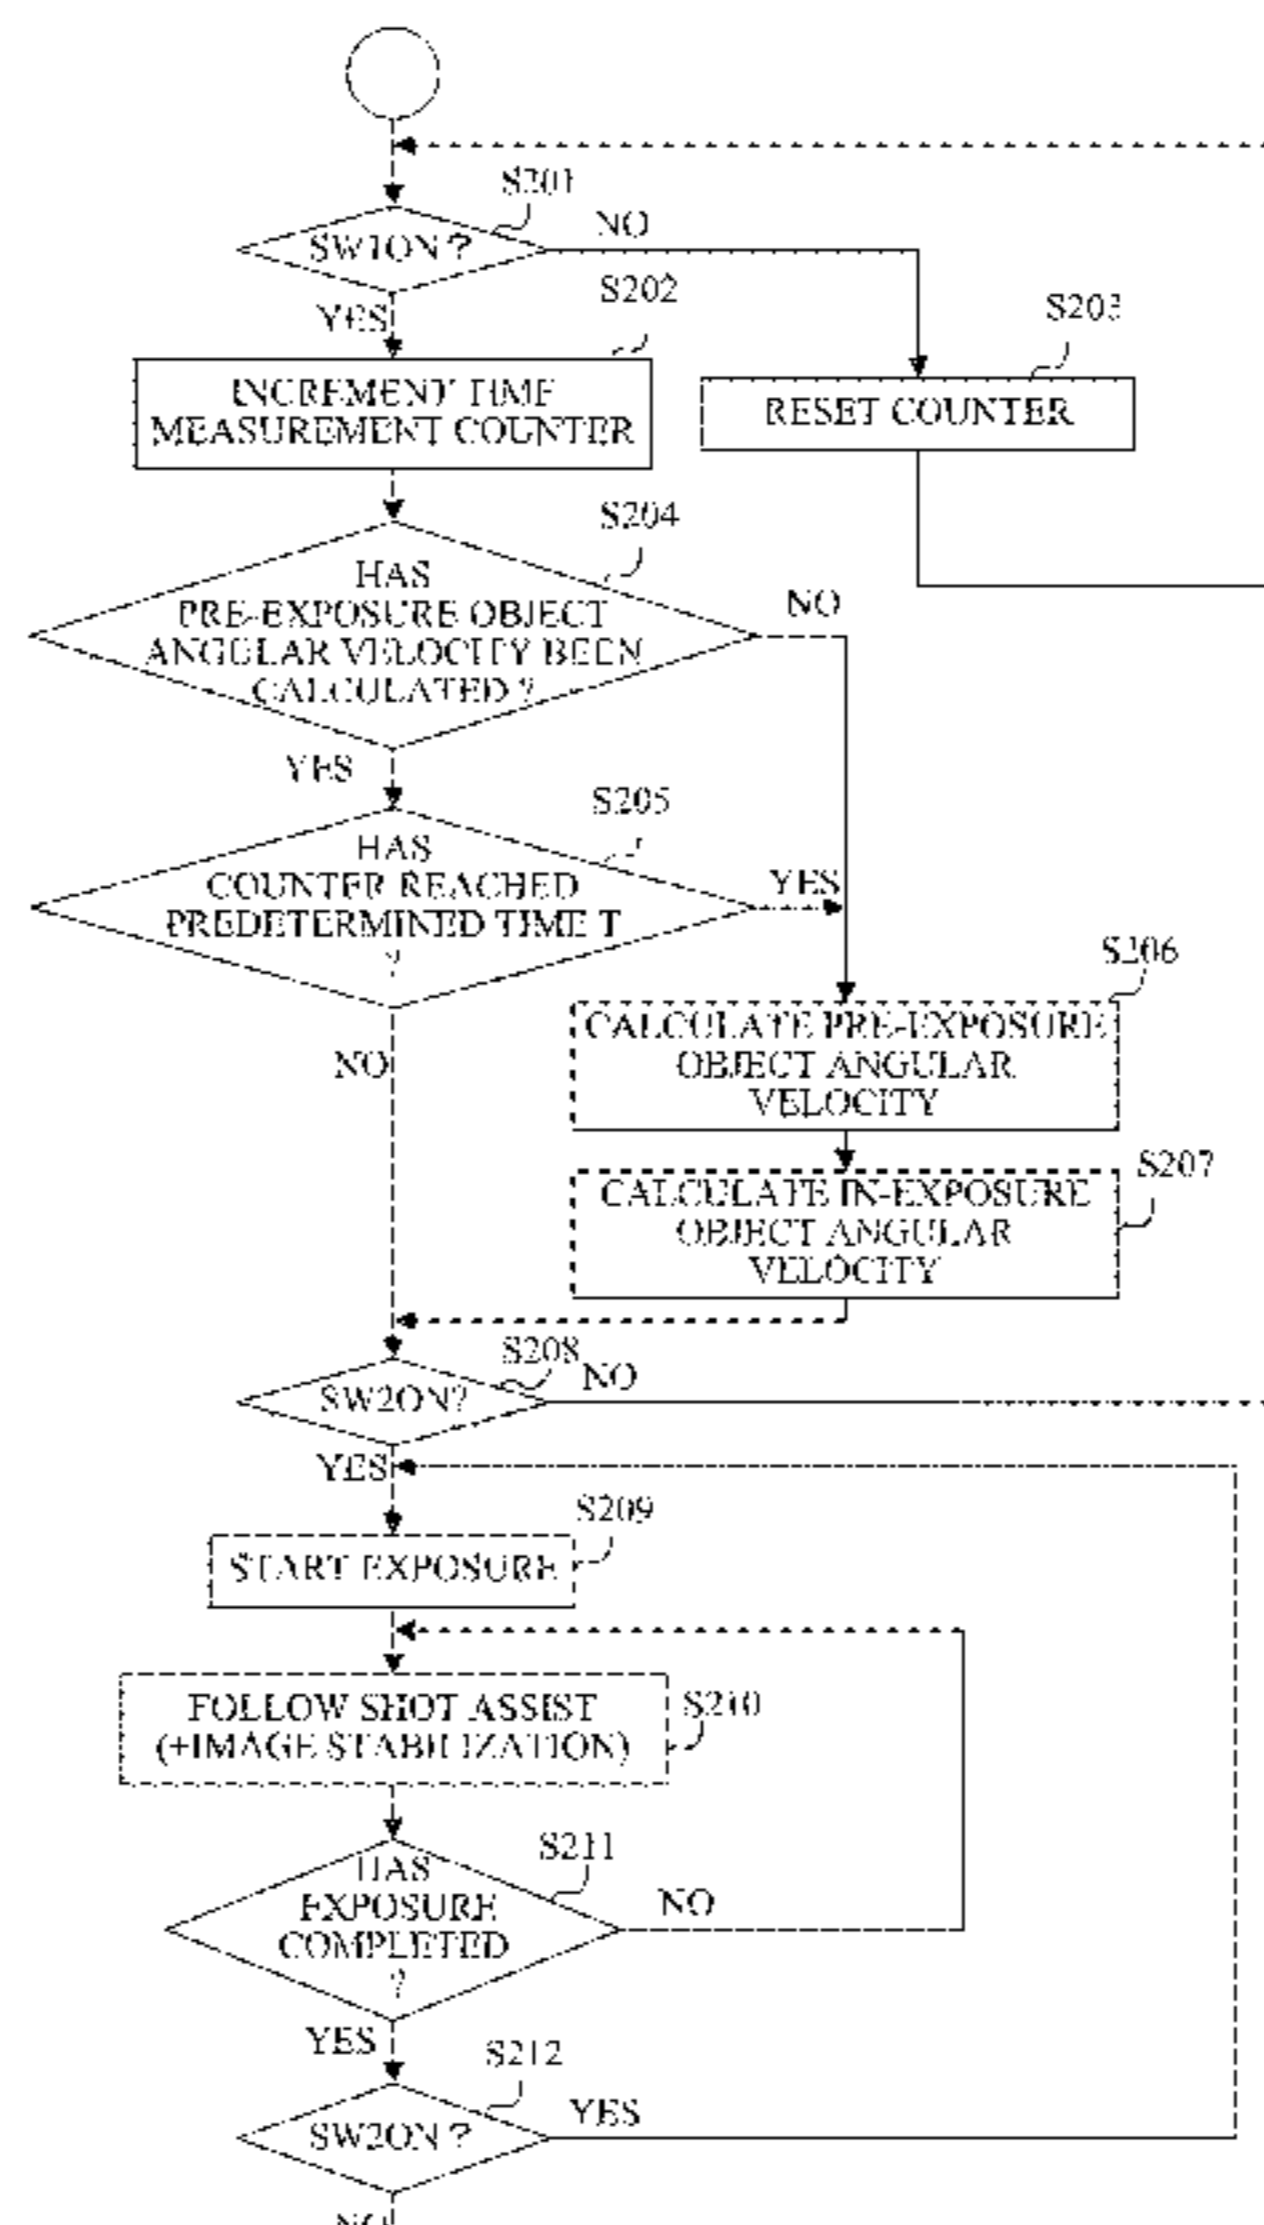 S201
SW1ON ?
NO
YES
S202
INCREMENT TIME
MEASUREMENT COUNTER
S203
RESET COUNTER
S204
HAS
PRE-EXPOSURE OBJECT
ANGULAR VELOCITY BEEN
CALCULATED ?
NO
YES
S205
HAS
COUNTER REACHED
PREDETERMINED TIME T
?
YES
NO
S206
CALCULATE PRE-EXPOSURE
OBJECT ANGULAR
VELOCITY
S207
CALCULATE IN-EXPOSURE
OBJECT ANGULAR
VELOCITY
S208
SW2ON?
NO
YES
S209
START EXPOSURE
S210
FOLLOW SHOT ASSIST
(+IMAGE STABILIZATION)
S211
HAS
EXPOSURE
COMPLETED
?
NO
YES
S212
SW2ON ?
YES
NO